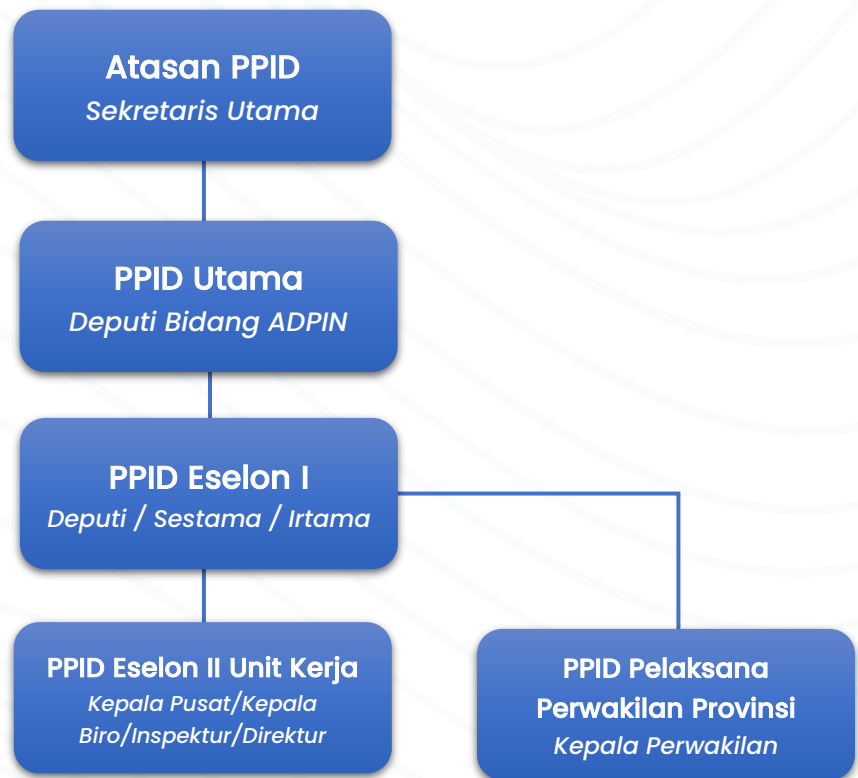 Atasan PPID
Sekretaris Utama
PPID Utama
Deputi Bidang ADPIN
PPID Eselon I
Deputi / Sestama / Irtama
PPID Eselon II Unit Kerja
Kepala Pusat/Kepala
Biro/Inspektur/Direktur
PPID Pelaksana
Perwakilan Provinsi
Kepala Perwakilan